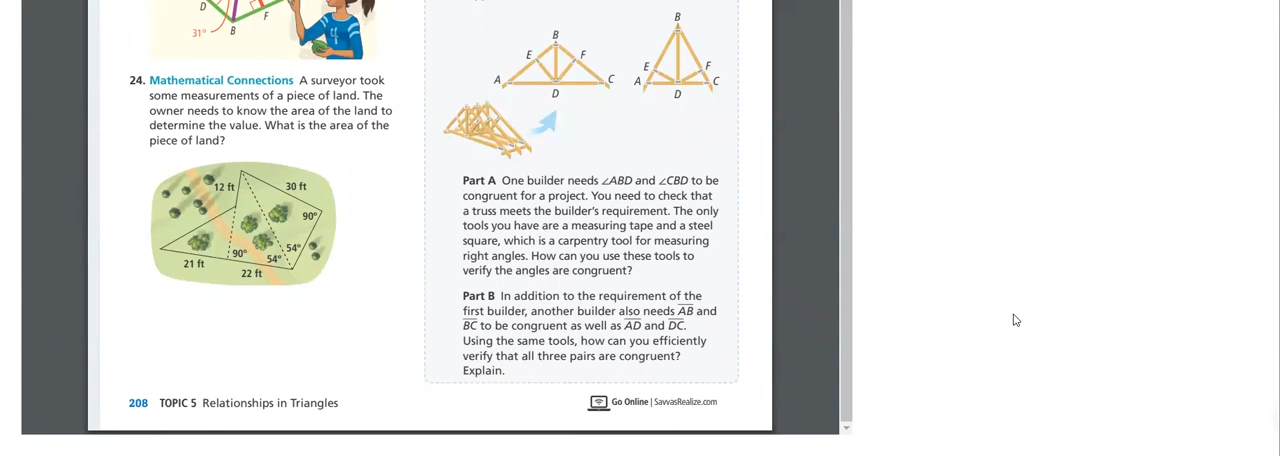 D
F
31°
B
24. Mathematical Connections A surveyor took
some measurements of a piece of land. The
owner needs to know the area of the land to
determine the value. What is the area of the
piece of land?
12 ft
30 ft
90°
54°
90°
54°
21 ft
22 ft
B
E
F
A
C
D
B
E
F
A
C
D
Part A One builder needs ∠ABD and ∠CBD to be
congruent for a project. You need to check that
a truss meets the builder's requirement. The only
tools you have are a measuring tape and a steel
square, which is a carpentry tool for measuring
right angles. How can you use these tools to
verify the angles are congruent?
Part B In addition to the requirement of the
first builder, another builder also needs A̅B̅ and
B̅C̅ to be congruent as well as A̅D̅ and D̅C̅.
Using the same tools, how can you efficiently
verify that all three pairs are congruent?
Explain.
208 TOPIC 5 Relationships in Triangles
Go Online | SavvasRealize.com